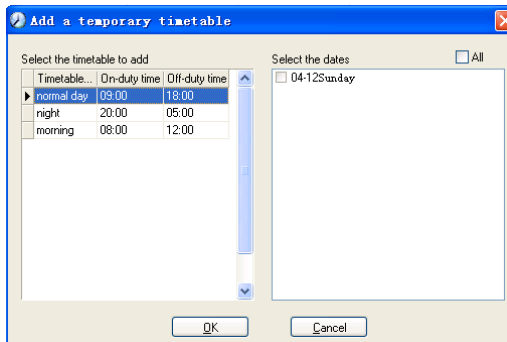 Add a temporary timetable
Select the timetable to add
Timetable... On-duty time Off-duty time
normal day 09:00 18:00
night 20:00 05:00
morning 08:00 12:00
Select the dates All
04-12Sunday
OK Cancel